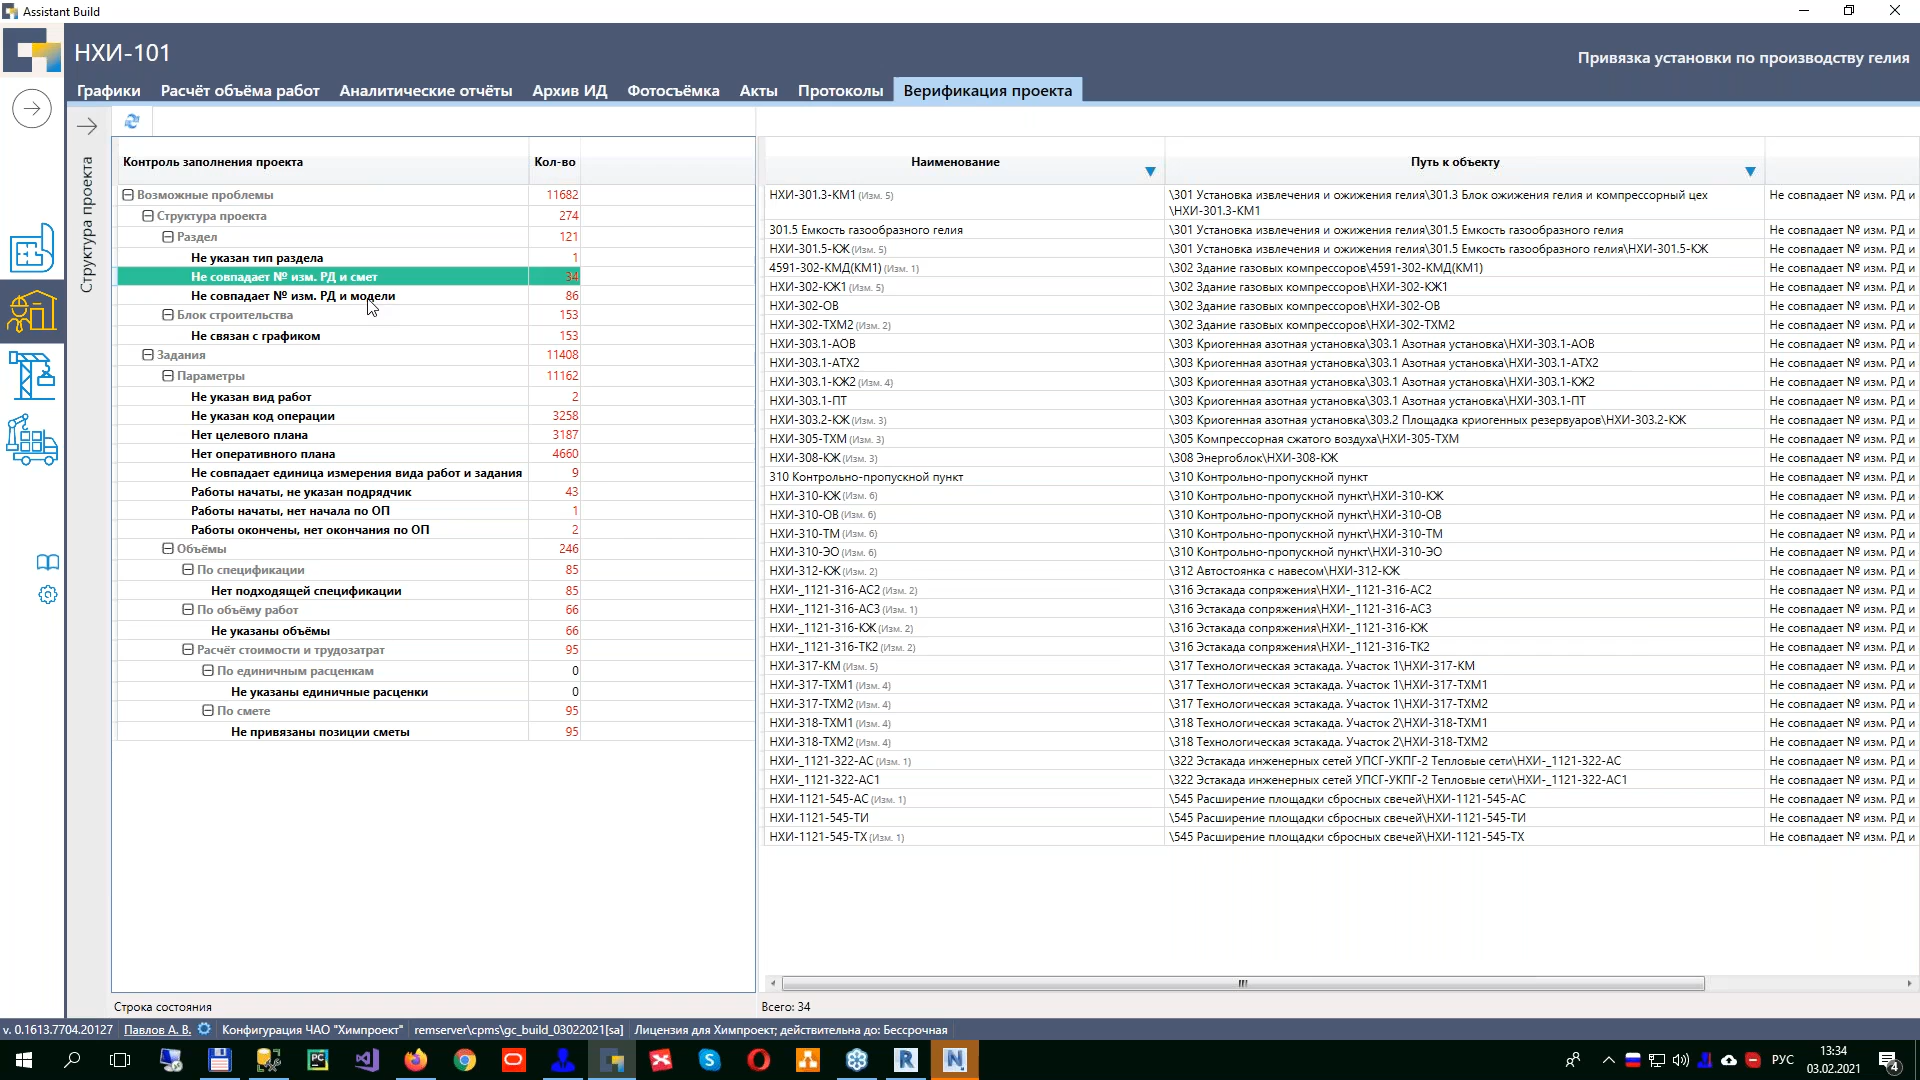 Assistant Build
НХИ-101
Привязка установки по производству гелия
Графики Расчёт объёма работ Аналитические отчёты Архив ИД Фотосъёмка Акты Протоколы Верификация проекта
Структура проекта
Контроль заполнения проекта Кол-во
Возможные проблемы 11682
Структура проекта 274
Раздел 121
Не указан тип раздела 1
Не совпадает № изм. РД и смет 34
Не совпадает № изм. РД и модели 86
Блок строительства 153
Не связан с графиком 153
Задания 11408
Параметры 11162
Не указан вид работ 2
Не указан код операции 3258
Нет целевого плана 3187
Нет оперативного плана 4660
Не совпадает единица измерения вида работ и задания 9
Работы начаты, не указан подрядчик 43
Работы начаты, нет начала по ОП 1
Работы окончены, нет окончания по ОП 2
Объёмы 246
По спецификации 85
Нет подходящей спецификации 85
По объёму работ 66
Не указаны объёмы 66
Расчёт стоимости и трудозатрат 95
По единичным расценкам 0
Не указаны единичные расценки 0
По смете 95
Не привязаны позиции сметы 95
Наименование Путь к объекту
НХИ-301.3-КМ1 (Изм. 5) \301 Установка извлечения и ожижения гелия\301.3 Блок ожижения гелия и компрессорный цех Не совпадает № изм. РД и
\НХИ-301.3-КМ1
301.5 Емкость газообразного гелия \301 Установка извлечения и ожижения гелия\301.5 Емкость газообразного гелия Не совпадает № изм. РД и
НХИ-301.5-КЖ (Изм. 5) \301 Установка извлечения и ожижения гелия\301.5 Емкость газообразного гелия\НХИ-301.5-КЖ Не совпадает № изм. РД и
4591-302-КМД(КМ1) (Изм. 1) \302 Здание газовых компрессоров\4591-302-КМД(КМ1) Не совпадает № изм. РД и
НХИ-302-КЖ1 (Изм. 5) \302 Здание газовых компрессоров\НХИ-302-КЖ1 Не совпадает № изм. РД и
НХИ-302-ОВ \302 Здание газовых компрессоров\НХИ-302-ОВ Не совпадает № изм. РД и
НХИ-302-ТХМ2 (Изм. 2) \302 Здание газовых компрессоров\НХИ-302-ТХМ2 Не совпадает № изм. РД и
НХИ-303.1-АОВ \303 Криогенная азотная установка\303.1 Азотная установка\НХИ-303.1-АОВ Не совпадает № изм. РД и
НХИ-303.1-АТХ2 \303 Криогенная азотная установка\303.1 Азотная установка\НХИ-303.1-АТХ2 Не совпадает № изм. РД и
НХИ-303.1-КЖ2 (Изм. 4) \303 Криогенная азотная установка\303.1 Азотная установка\НХИ-303.1-КЖ2 Не совпадает № изм. РД и
НХИ-303.1-ПТ \303 Криогенная азотная установка\303.1 Азотная установка\НХИ-303.1-ПТ Не совпадает № изм. РД и
НХИ-303.2-КЖ (Изм. 3) \303 Криогенная азотная установка\303.2 Площадка криогенных резервуаров\НХИ-303.2-КЖ Не совпадает № изм. РД и
НХИ-305-ТХМ (Изм. 3) \305 Компрессорная сжатого воздуха\НХИ-305-ТХМ Не совпадает № изм. РД и
НХИ-308-КЖ (Изм. 3) \308 Энергоблок\НХИ-308-КЖ Не совпадает № изм. РД и
310 Контрольно-пропускной пункт \310 Контрольно-пропускной пункт Не совпадает № изм. РД и
НХИ-310-КЖ (Изм. 6) \310 Контрольно-пропускной пункт\НХИ-310-КЖ Не совпадает № изм. РД и
НХИ-310-ОВ (Изм. 6) \310 Контрольно-пропускной пункт\НХИ-310-ОВ Не совпадает № изм. РД и
НХИ-310-ТМ (Изм. 6) \310 Контрольно-пропускной пункт\НХИ-310-ТМ Не совпадает № изм. РД и
НХИ-310-ЭО (Изм. 6) \310 Контрольно-пропускной пункт\НХИ-310-ЭО Не совпадает № изм. РД и
НХИ-312-КЖ (Изм. 2) \312 Автостоянка с навесом\НХИ-312-КЖ Не совпадает № изм. РД и
НХИ-_1121-316-АС2 (Изм. 2) \316 Эстакада сопряжения\НХИ-_1121-316-АС2 Не совпадает № изм. РД и
НХИ-_1121-316-АС3 (Изм. 1) \316 Эстакада сопряжения\НХИ-_1121-316-АС3 Не совпадает № изм. РД и
НХИ-_1121-316-КЖ (Изм. 2) \316 Эстакада сопряжения\НХИ-_1121-316-КЖ Не совпадает № изм. РД и
НХИ-_1121-316-ТК2 (Изм. 2) \316 Эстакада сопряжения\НХИ-_1121-316-ТК2 Не совпадает № изм. РД и
НХИ-317-КМ (Изм. 5) \317 Технологическая эстакада. Участок 1\НХИ-317-КМ Не совпадает № изм. РД и
НХИ-317-ТХМ1 (Изм. 4) \317 Технологическая эстакада. Участок 1\НХИ-317-ТХМ1 Не совпадает № изм. РД и
НХИ-317-ТХМ2 (Изм. 4) \317 Технологическая эстакада. Участок 1\НХИ-317-ТХМ2 Не совпадает № изм. РД и
НХИ-318-ТХМ1 (Изм. 4) \318 Технологическая эстакада. Участок 2\НХИ-318-ТХМ1 Не совпадает № изм. РД и
НХИ-318-ТХМ2 (Изм. 4) \318 Технологическая эстакада. Участок 2\НХИ-318-ТХМ2 Не совпадает № изм. РД и
НХИ-_1121-322-АС (Изм. 1) \322 Эстакада инженерных сетей УПСГ-УКПГ-2 Тепловые сети\НХИ-_1121-322-АС Не совпадает № изм. РД и
НХИ-_1121-322-АС1 \322 Эстакада инженерных сетей УПСГ-УКПГ-2 Тепловые сети\НХИ-_1121-322-АС1 Не совпадает № изм. РД и
НХИ-1121-545-АС (Изм. 1) \545 Расширение площадки сбросных свечей\НХИ-1121-545-АС Не совпадает № изм. РД и
НХИ-1121-545-ТИ \545 Расширение площадки сбросных свечей\НХИ-1121-545-ТИ Не совпадает № изм. РД и
НХИ-1121-545-ТХ (Изм. 1) \545 Расширение площадки сбросных свечей\НХИ-1121-545-ТХ Не совпадает № изм. РД и
Строка состояния Всего: 34
v. 0.1613.7704.20127 Павлов А. В. Конфигурация ЧАО "Химпроект" remserver\cpms\gc_build_03022021[sa] Лицензия для Химпроект; действительна до: Бессрочная
РУС 13:34
03.02.2021
4